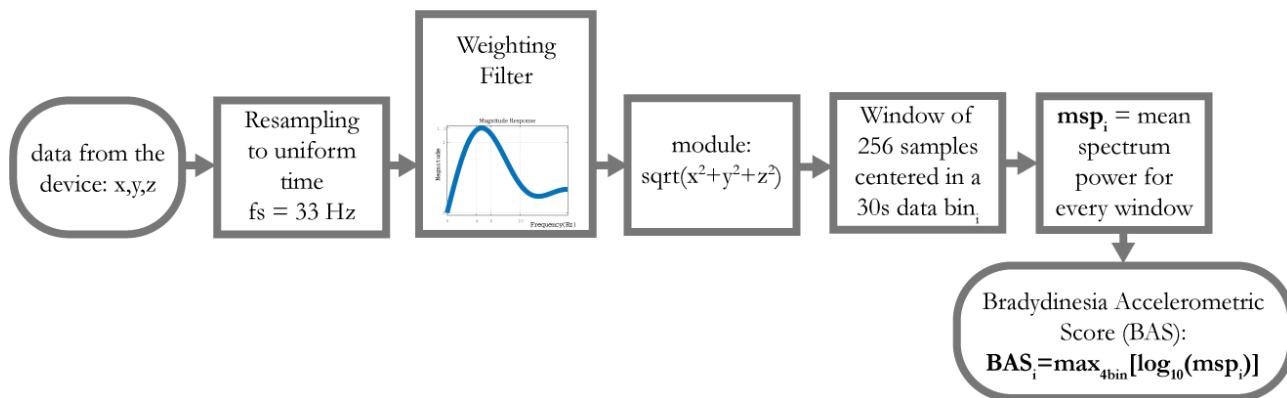 data from the
device: x,y,z
Resampling
to uniform
time
fs = 33 Hz
Weighting
Filter
Magnitude Response
Magnitude
Frequency(Hz)
module:
sqrt(x²+y²+z²)
Window of
256 samples
centered in a
30s data binᵢ
mspᵢ = mean
spectrum
power for
every window
Bradydinesia Accelerometric
Score (BAS):
BASᵢ=max₄bin[log₁₀(mspᵢ)]